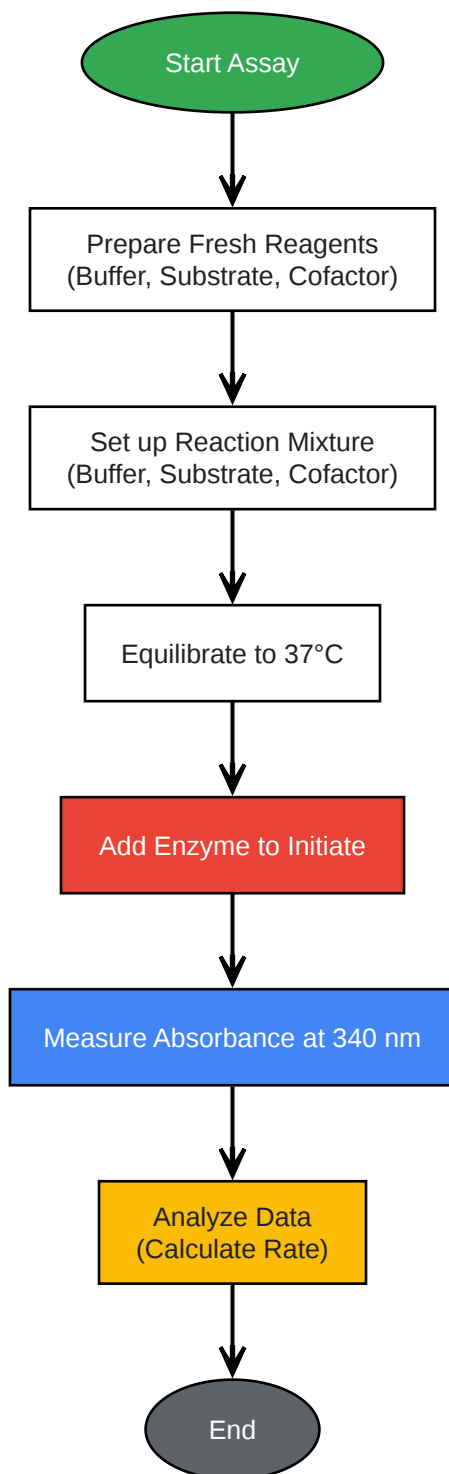 Start Assay
Prepare Fresh Reagents
(Buffer, Substrate, Cofactor)
Set up Reaction Mixture
(Buffer, Substrate, Cofactor)
Equilibrate to 37°C
Add Enzyme to Initiate
Measure Absorbance at 340 nm
Analyze Data
(Calculate Rate)
End